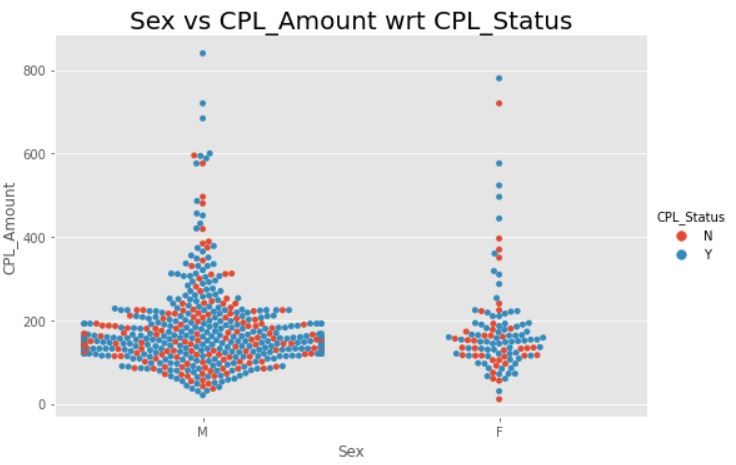 Sex vs CPL_Amount wrt CPL_Status
800
600
400
200
0
CPL_Amount
M
F
Sex
CPL_Status
N
Y